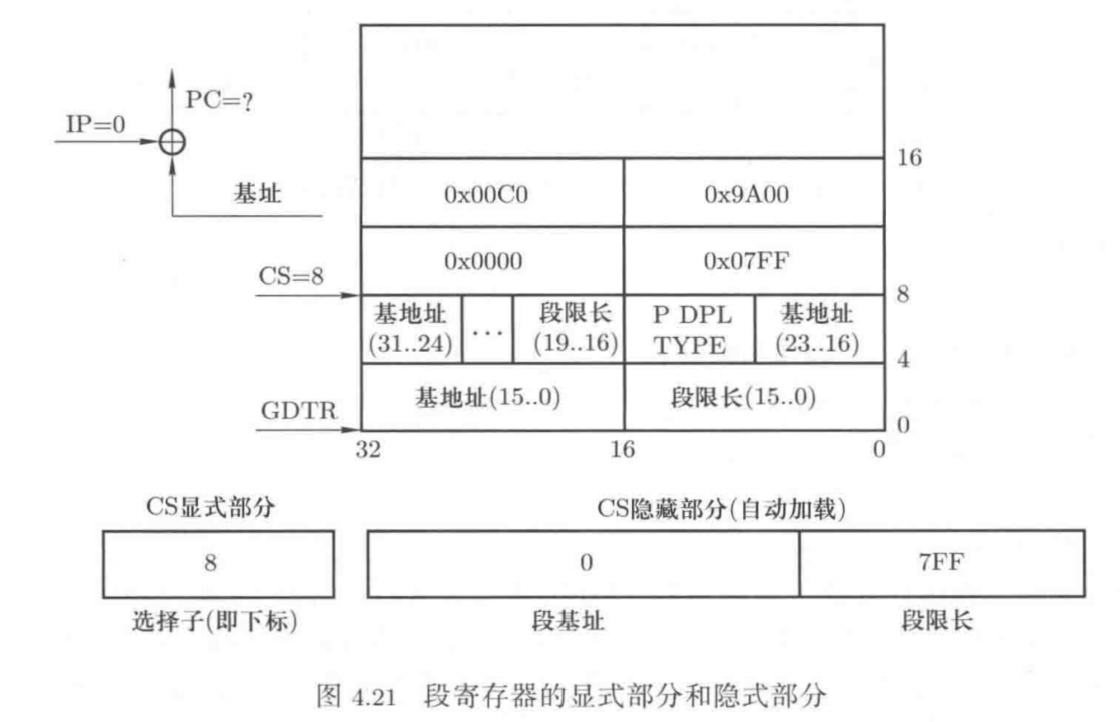 PC=?
IP=0
16
基址
0x00C0
0x9A00
0x0000
0x07FF
CS=8
8
基地址
(31..24)
...
段限长
(19..16)
P DPL
TYPE
基地址
(23..16)
4
基地址(15..0)
段限长(15..0)
GDTR
0
32
16
0
CS显式部分
CS隐藏部分(自动加载)
8
0
7FF
选择子(即下标)
段基址
段限长
图 4.21 段寄存器的显式部分和隐式部分